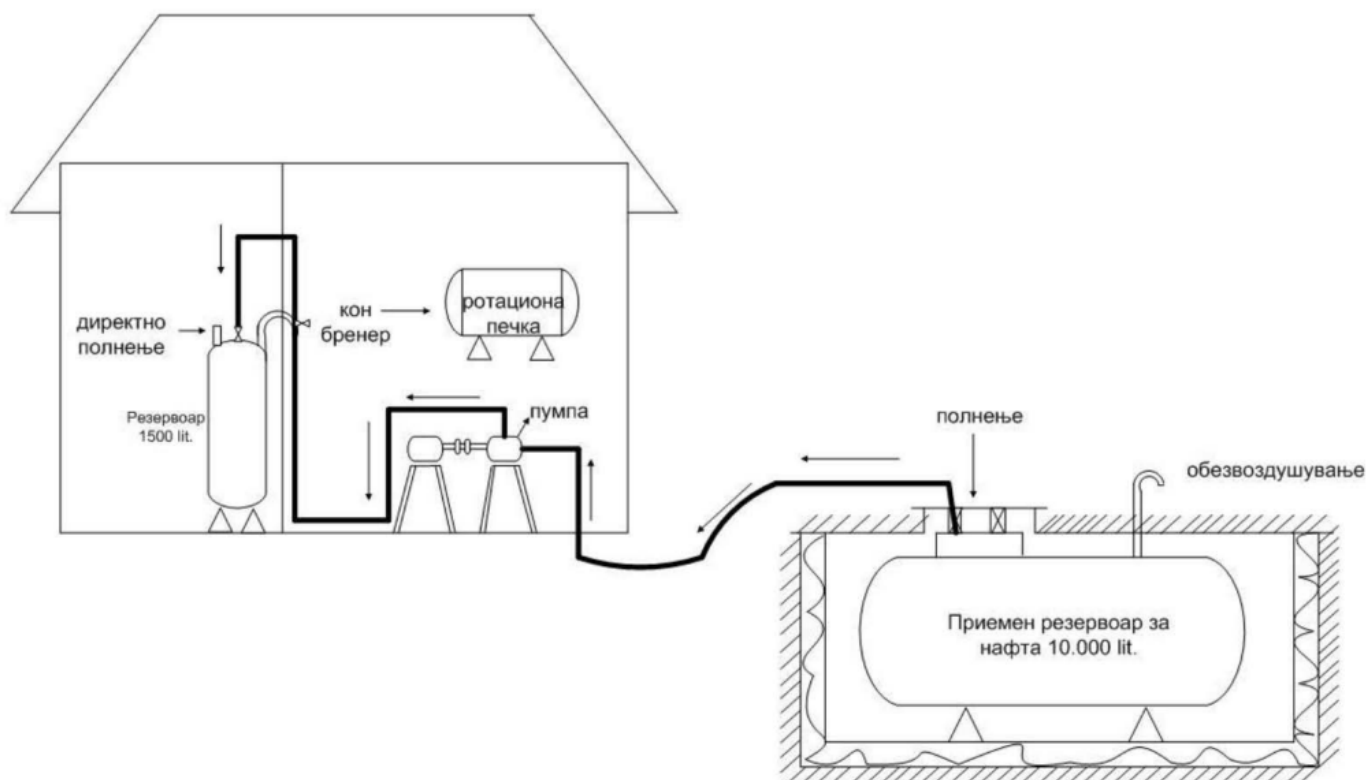 директно
полнење
Резервоар
1500 lit.
кон
бренер
ротациона
печка
пумпа
полнење
обезвоздушување
Приемен резервоар за
нафта 10.000 lit.